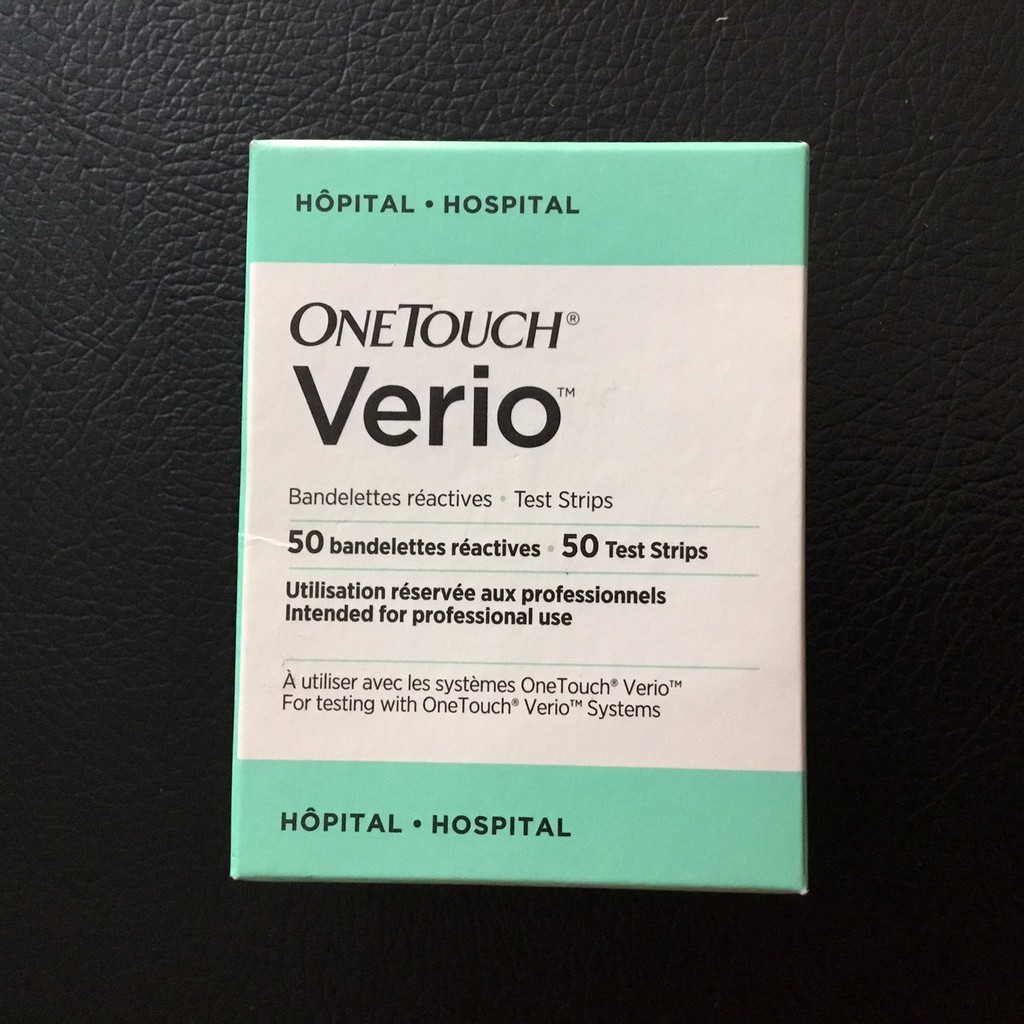 HÔPITAL • HOSPITAL
ONETOUCH®
Verio™
Bandelettes réactives • Test Strips
50 bandelettes réactives • 50 Test Strips
Utilisation réservée aux professionnels
Intended for professional use
À utiliser avec les systèmes OneTouch® Verio™
For testing with OneTouch® Verio™ Systems
HÔPITAL • HOSPITAL